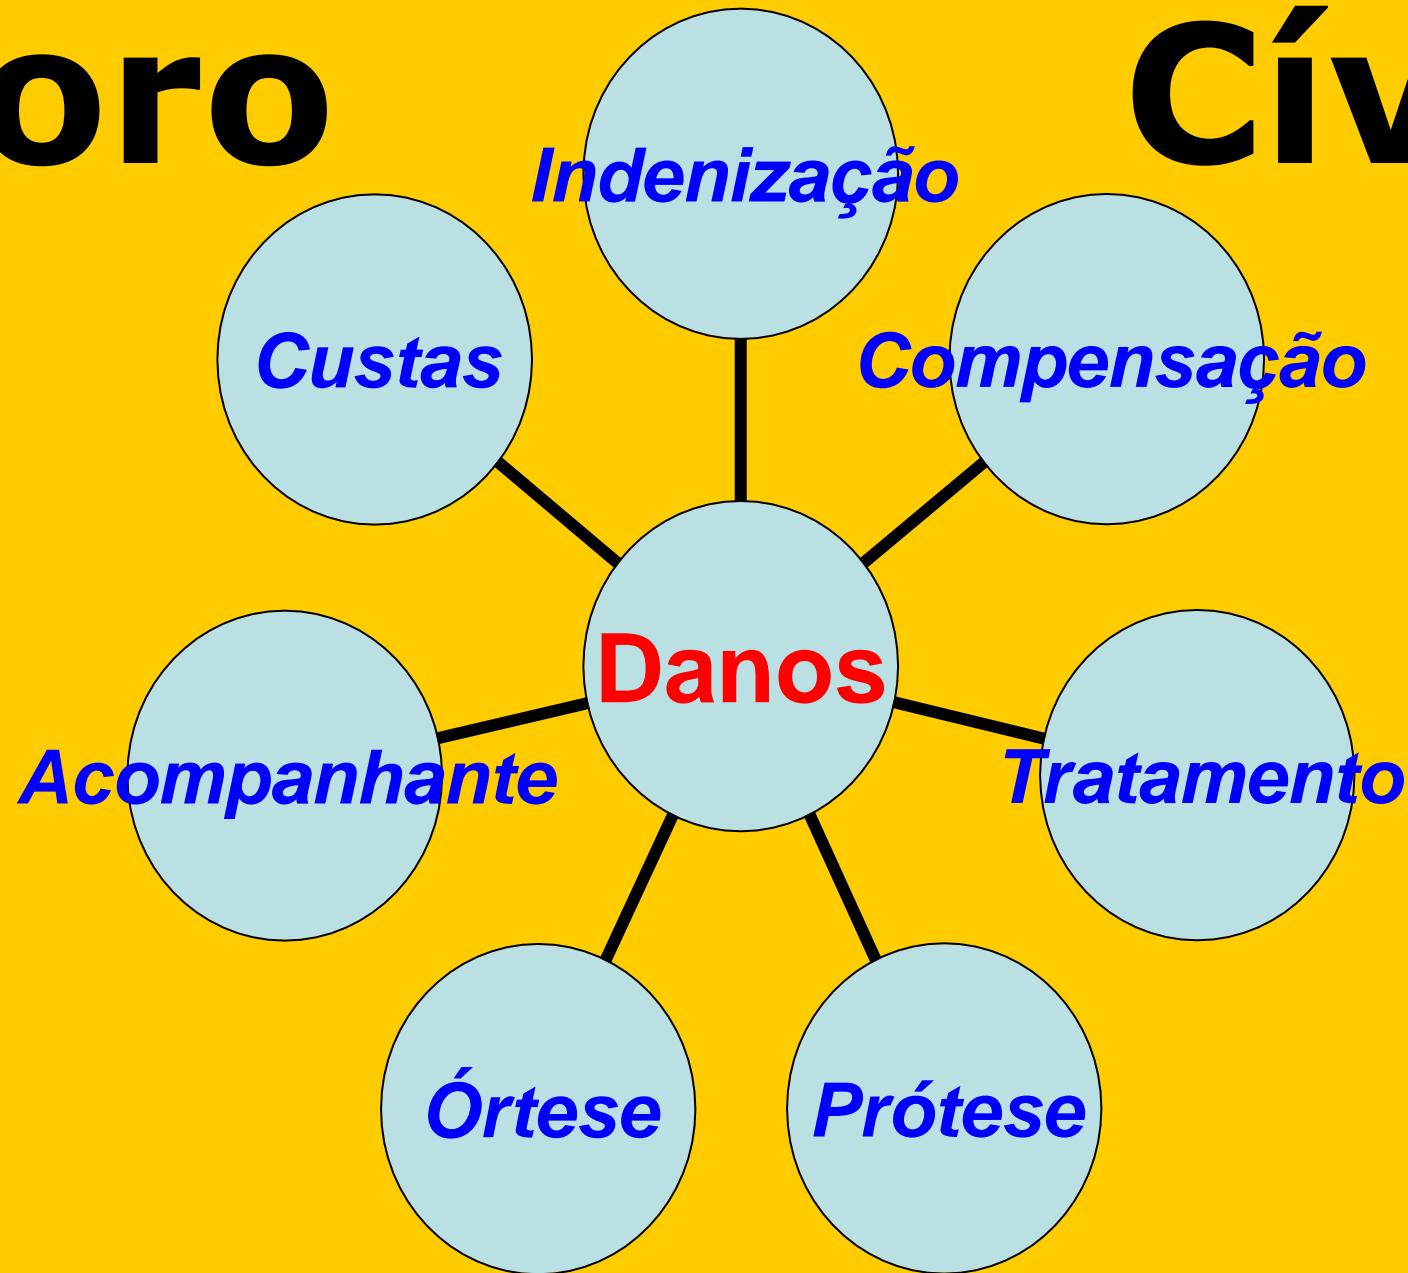 oro Cív
Indenização
Custas
Compensação
Danos
Acompanhante
Tratamento
Órtese
Prótese